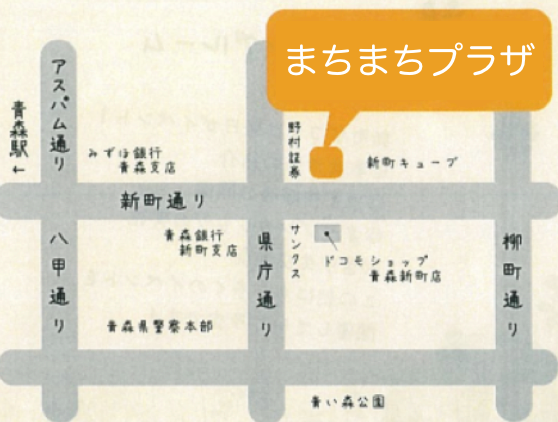 まちまちプラザ
アスパム通り
青森駅←
みずほ銀行
青森支店
野村証券
新町キューブ
新町通り
八甲通り
青森銀行
新町支店
県庁通り
サンクス
ドコモショップ
青森新町店
柳町通り
青森県警察本部
青い森公園